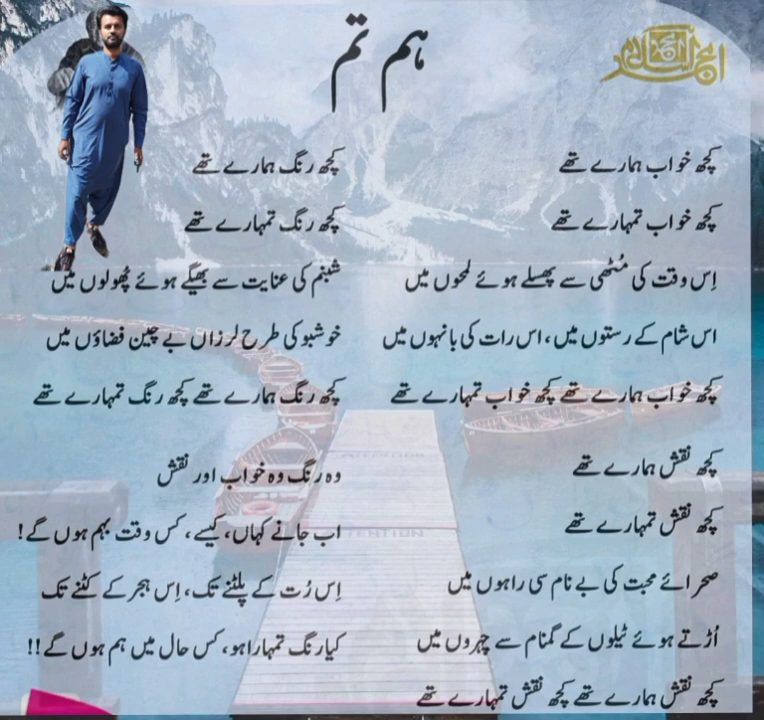 ہم تم
کچھ خواب ہمارے تھے
کچھ خواب تمہارے تھے
اِس وقت کی مُٹھی سے پھسلے ہوئے لمحوں میں
اس شام کے رستوں میں، اس رات کی بانہوں میں
کچھ خواب ہمارے تھے کچھ خواب تمہارے تھے
کچھ نقش ہمارے تھے
کچھ نقش تمہارے تھے
صحرائے محبت کی بے نام سی راہوں میں
اُڑتے ہوئے ٹیلوں کے گمنام سے چہروں میں
کچھ نقش ہمارے تھے کچھ نقش تمہارے تھے
کچھ رنگ ہمارے تھے
کچھ رنگ تمہارے تھے
شبنم کی عنایت سے بھیگے ہوئے پُھولوں میں
خوشبو کی طرح لرزاں بے چین فضاؤں میں
کچھ رنگ ہمارے تھے کچھ رنگ تمہارے تھے
وہ رنگ وہ خواب اور نقش
اب جانے کہاں، کیسے، کس وقت بہم ہوں گے!
اِس رُت کے پلٹنے تک، اِس ہجر کے کٹنے تک
کیا رنگ تمہارا ہو، کس حال میں ہم ہوں گے!!
ATTENTION